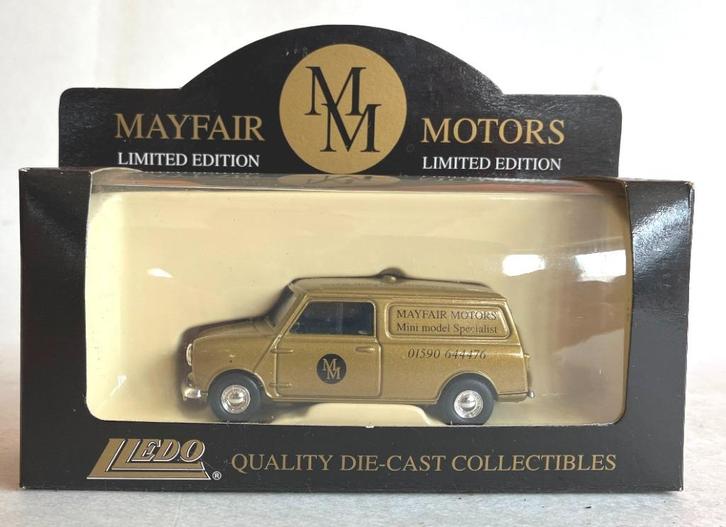 MM
MAYFAIR MOTORS
LIMITED EDITION LIMITED EDITION
MAYFAIR MOTORS
Mini model Specialist
01590 644476
MM
LLEDO®
QUALITY DIE-CAST COLLECTIBLES